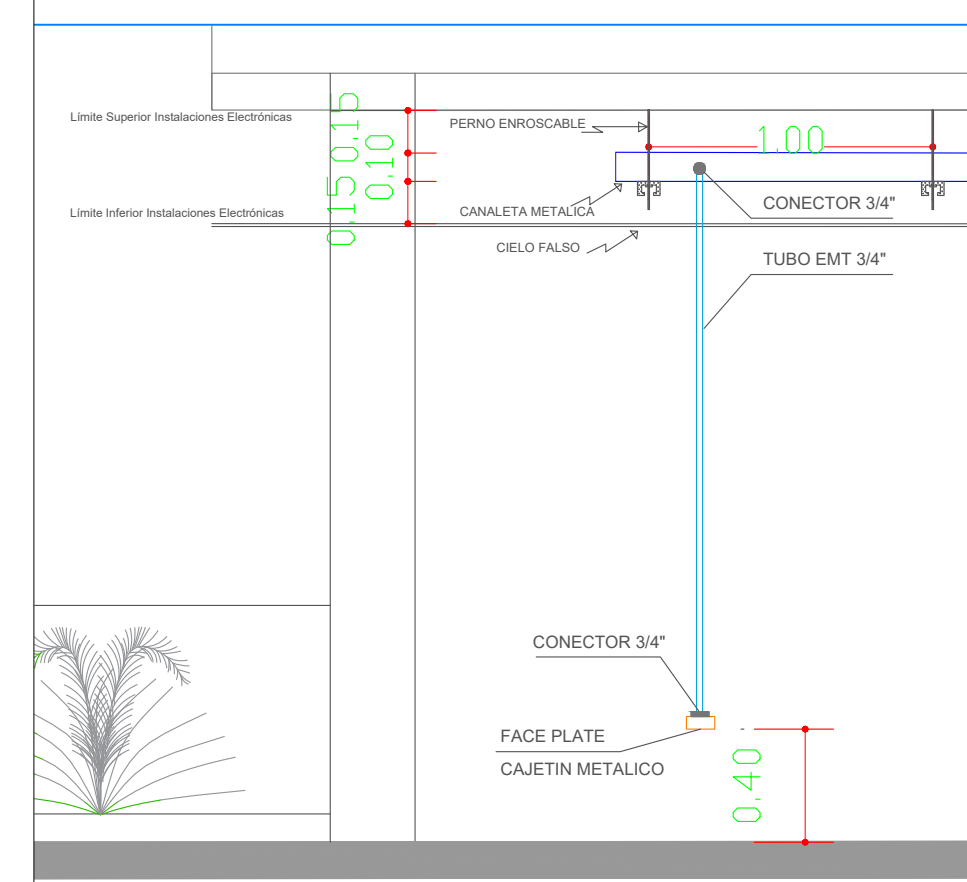 Límite Superior Instalaciones Electrónicas
0,15
0,10
0,15
PERNO ENROSCABLE
1,00
CANALETA METALICA
CONECTOR 3/4"
Límite Inferior Instalaciones Electrónicas
CIELO FALSO
TUBO EMT 3/4"
CONECTOR 3/4"
FACE PLATE
CAJETIN METALICO
0,40